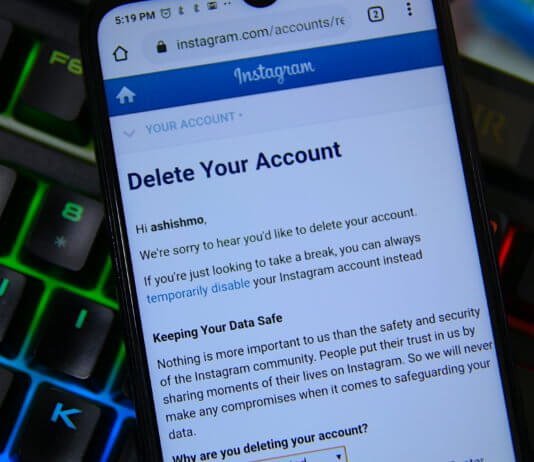 5:19 PM
instagram.com/accounts/re
2
Instagram
YOUR ACCOUNT
Delete Your Account
Hi ashishmo,
We're sorry to hear you'd like to delete your account.
If you're just looking to take a break, you can always
temporarily disable your Instagram account instead
Keeping Your Data Safe
Nothing is more important to us than the safety and security
of the Instagram community. People put their trust in us by
sharing moments of their lives on Instagram. So we will never
make any compromises when it comes to safeguarding your
data.
Why are you deleting your account?
F6
8
*
I
K